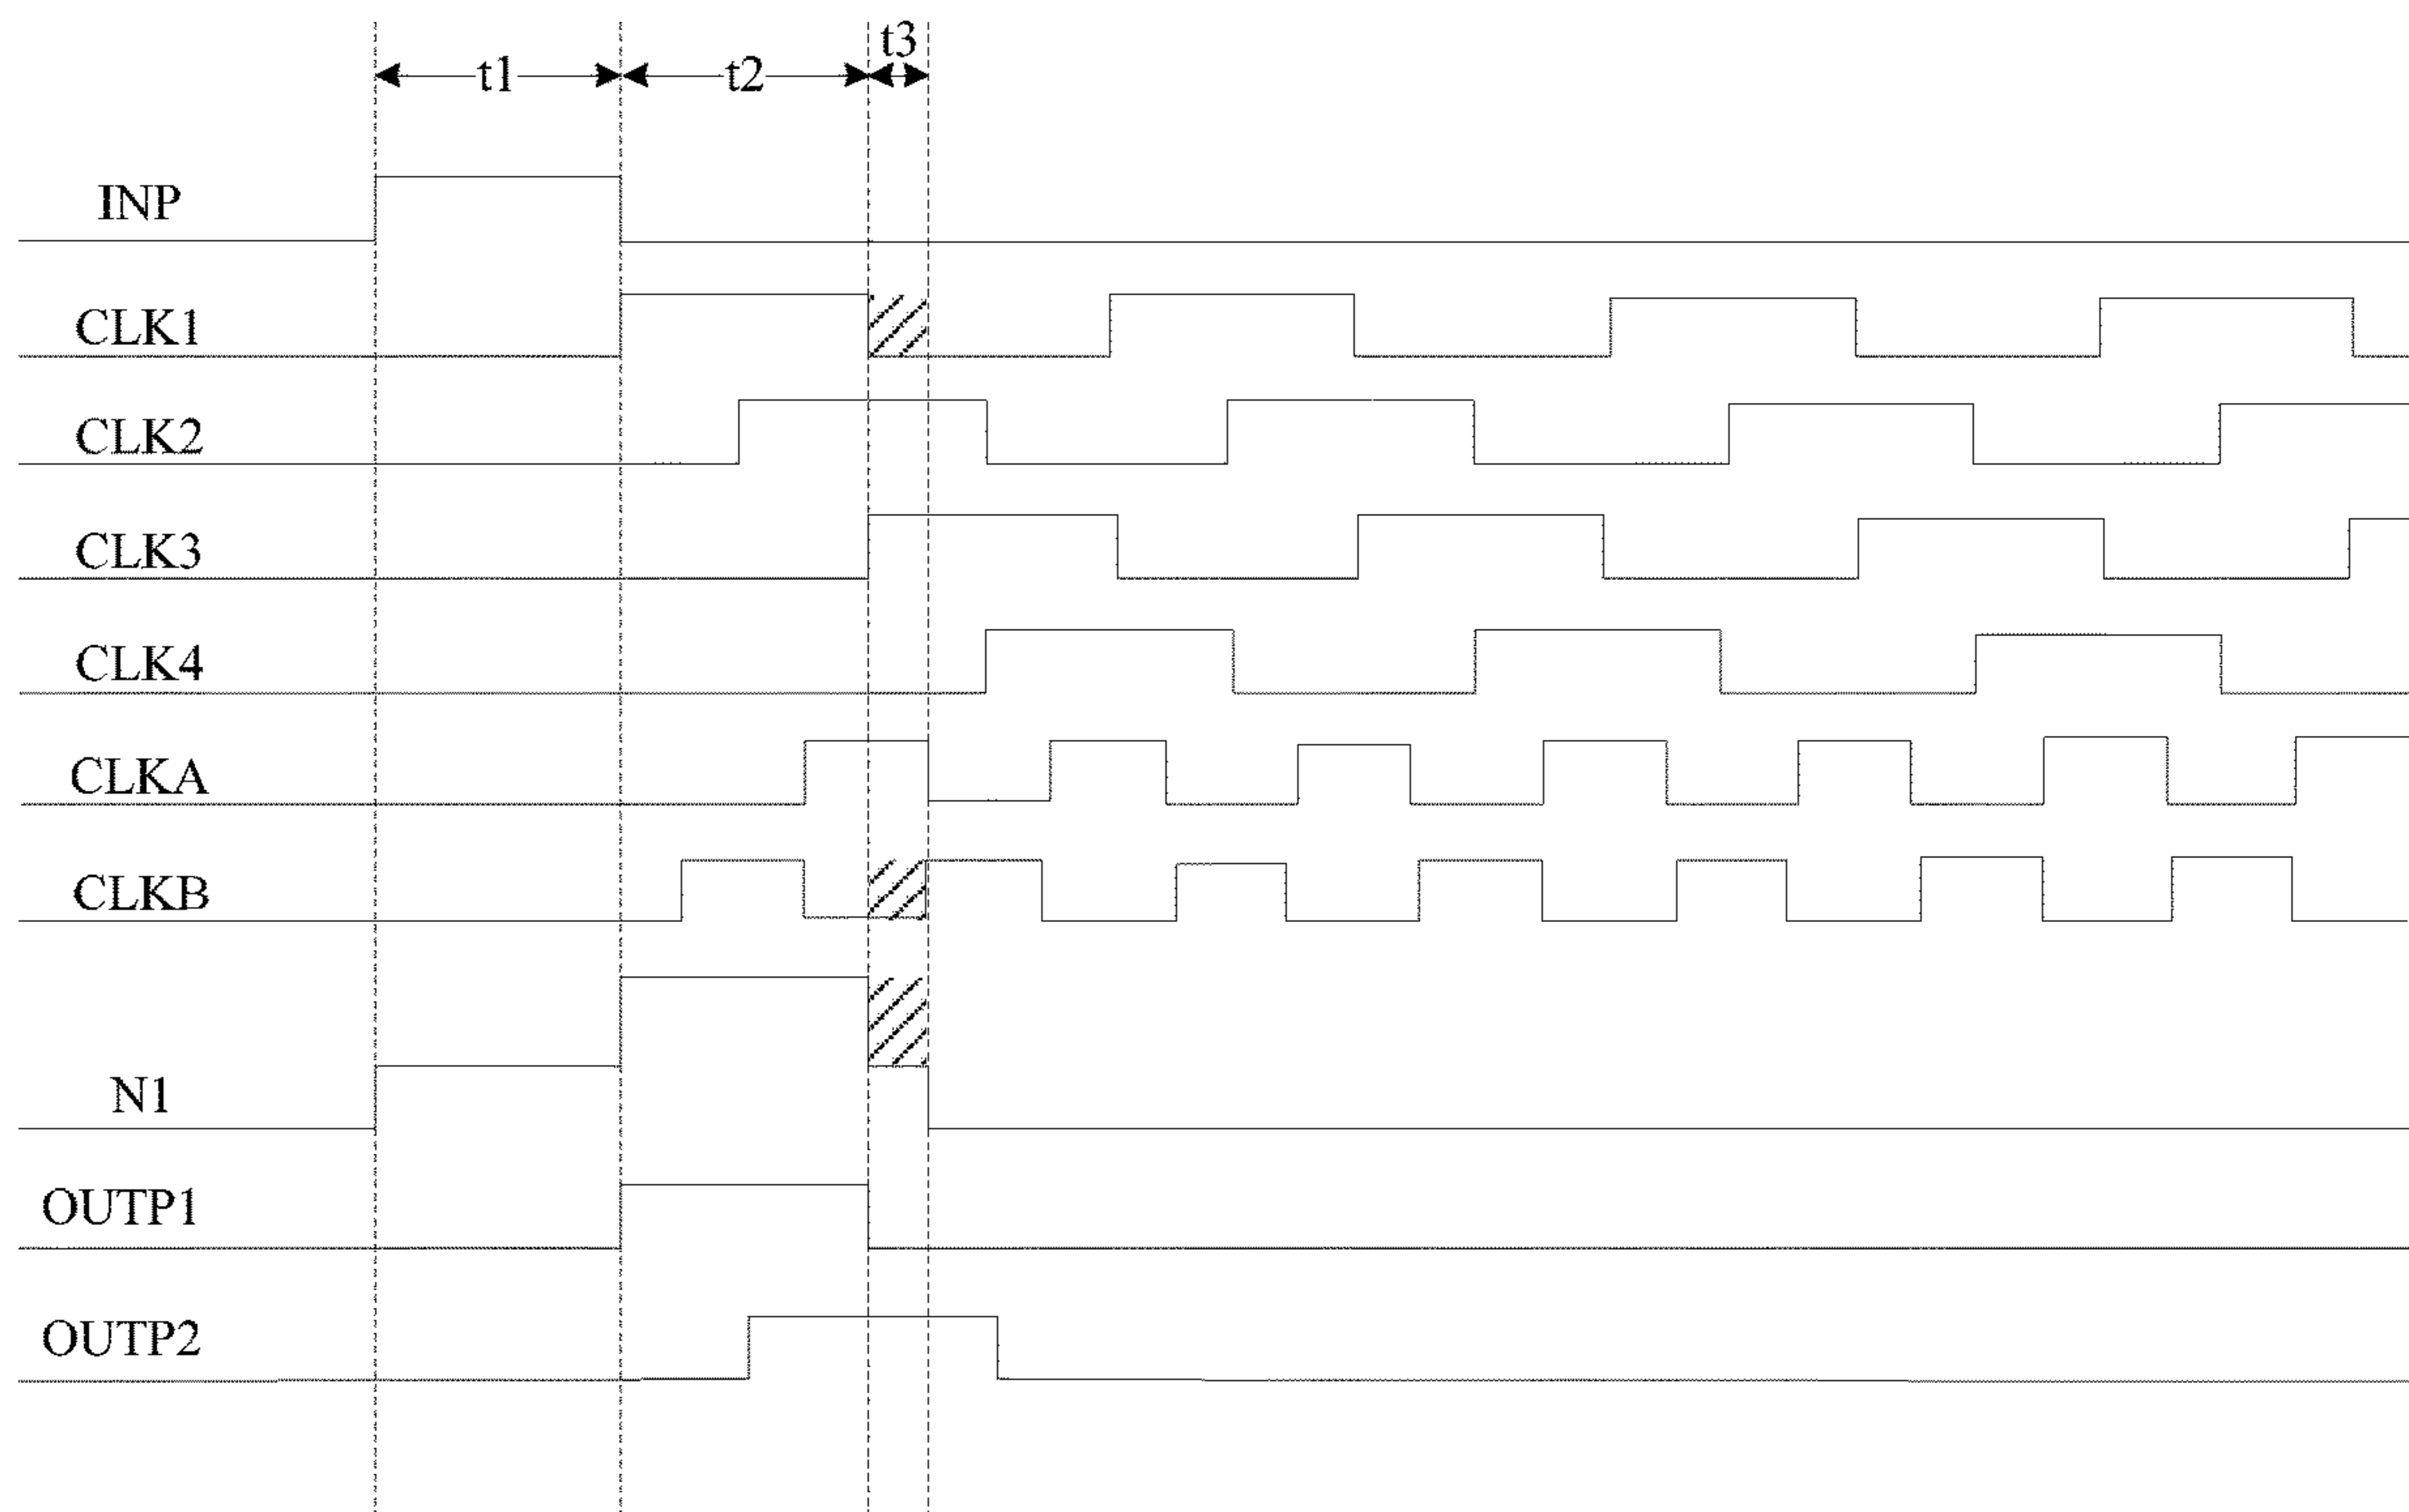 t1
t2
t3
INP
CLK1
CLK2
CLK3
CLK4
CLKA
CLKB
N1
OUTP1
OUTP2